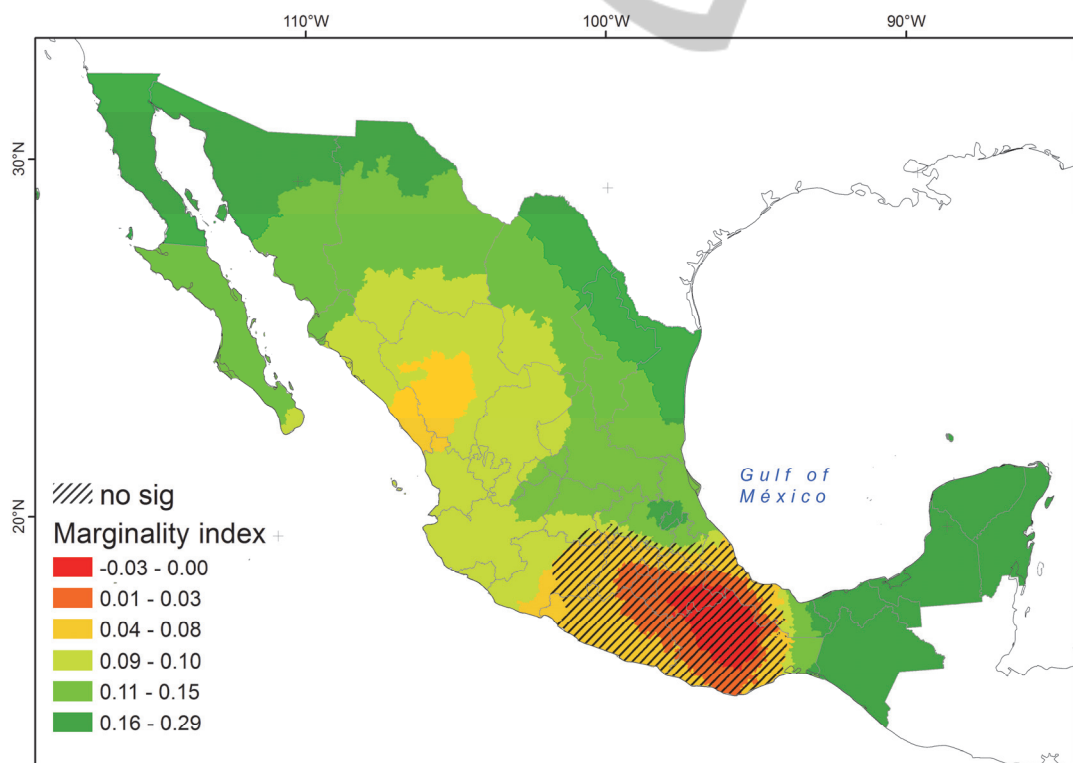 110°W 100°W 90°W
30°N
20°N
Gulf of
México
no sig
Marginality index
-0.03 - 0.00
0.01 - 0.03
0.04 - 0.08
0.09 - 0.10
0.11 - 0.15
0.16 - 0.29